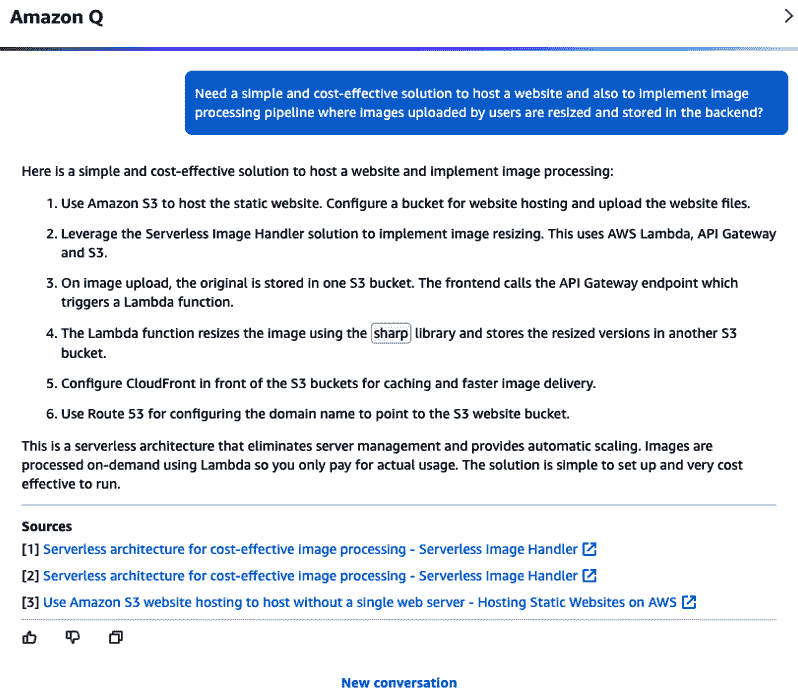 Amazon Q
Need a simple and cost-effective solution to host a website and also to implement image
processing pipeline where images uploaded by users are resized and stored in the backend?
Here is a simple and cost-effective solution to host a website and implement image processing:
1. Use Amazon S3 to host the static website. Configure a bucket for website hosting and upload the website files.
2. Leverage the Serverless Image Handler solution to implement image resizing. This uses AWS Lambda, API Gateway
and S3.
3. On image upload, the original is stored in one S3 bucket. The frontend calls the API Gateway endpoint which
triggers a Lambda function.
4. The Lambda function resizes the image using the sharp library and stores the resized versions in another S3
bucket.
5. Configure CloudFront in front of the S3 buckets for caching and faster image delivery.
6. Use Route 53 for configuring the domain name to point to the S3 website bucket.
This is a serverless architecture that eliminates server management and provides automatic scaling. Images are
processed on-demand using Lambda so you only pay for actual usage. The solution is simple to set up and very cost
effective to run.
Sources
[1] Serverless architecture for cost-effective image processing - Serverless Image Handler
[2] Serverless architecture for cost-effective image processing - Serverless Image Handler
[3] Use Amazon S3 website hosting to host without a single web server - Hosting Static Websites on AWS
New conversation